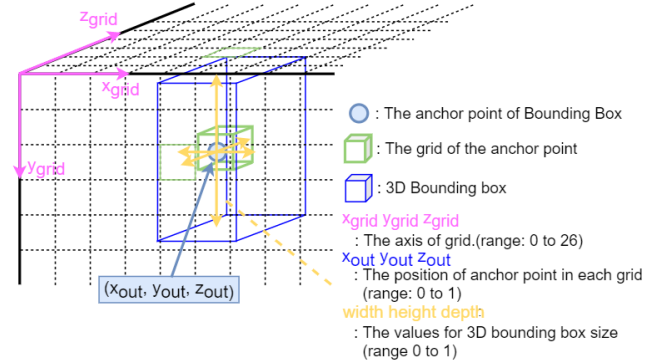 zgrid
xgrid
ygrid
(xout, yout, zout)
: The anchor point of Bounding Box
: The grid of the anchor point
: 3D Bounding box
xgrid ygrid zgrid
: The axis of grid.(range: 0 to 26)
xout yout zout
: The position of anchor point in each grid
(range: 0 to 1)
width height depth
: The values for 3D bounding box size
(range 0 to 1)